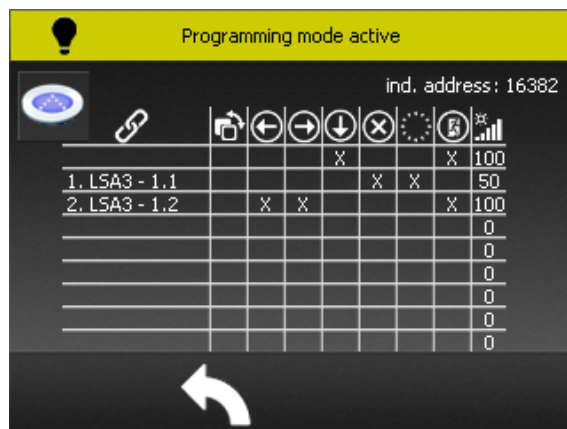 Programming mode active
ind. address: 16382
X X 100
1. LSA3 - 1.1 X X 50
2. LSA3 - 1.2 X X X 100
0
0
0
0
0
0